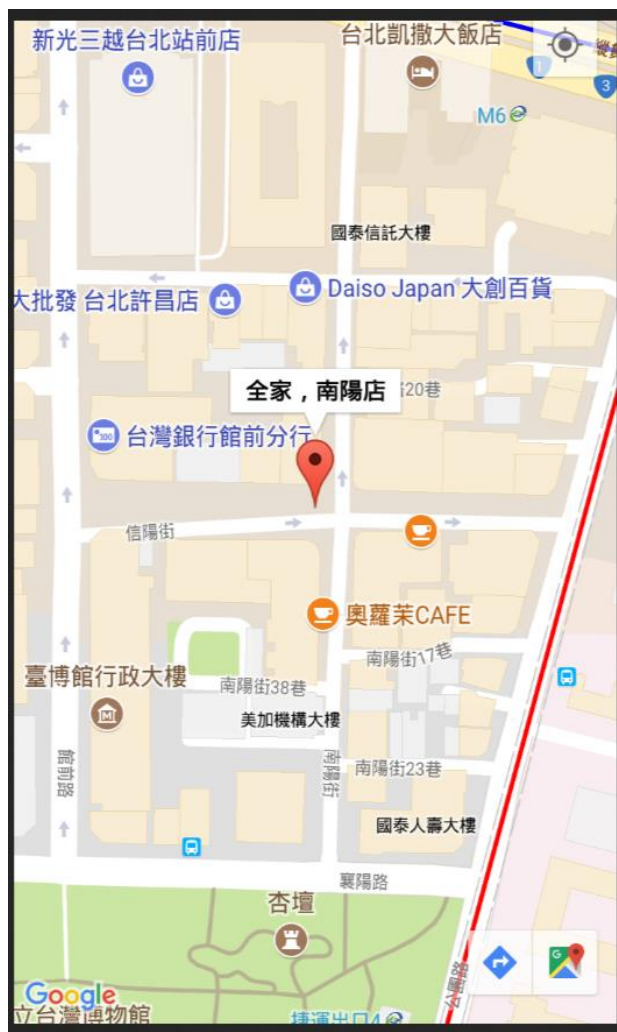 新光三越台北站前店
台北凱撒大飯店
1
3
M6
國泰信託大樓
Daiso Japan 大創百貨
大批發 台北許昌店
全家，南陽店
20巷
台灣銀行館前分行
信陽街
奧蘿茉CAFE
南陽街17巷
臺博館行政大樓
南陽街38巷
美加機構大樓
館前路
南陽街
南陽街23巷
國泰人壽大樓
襄陽路
杏壇
公園路
Google
立台灣博物館
捷運出口4